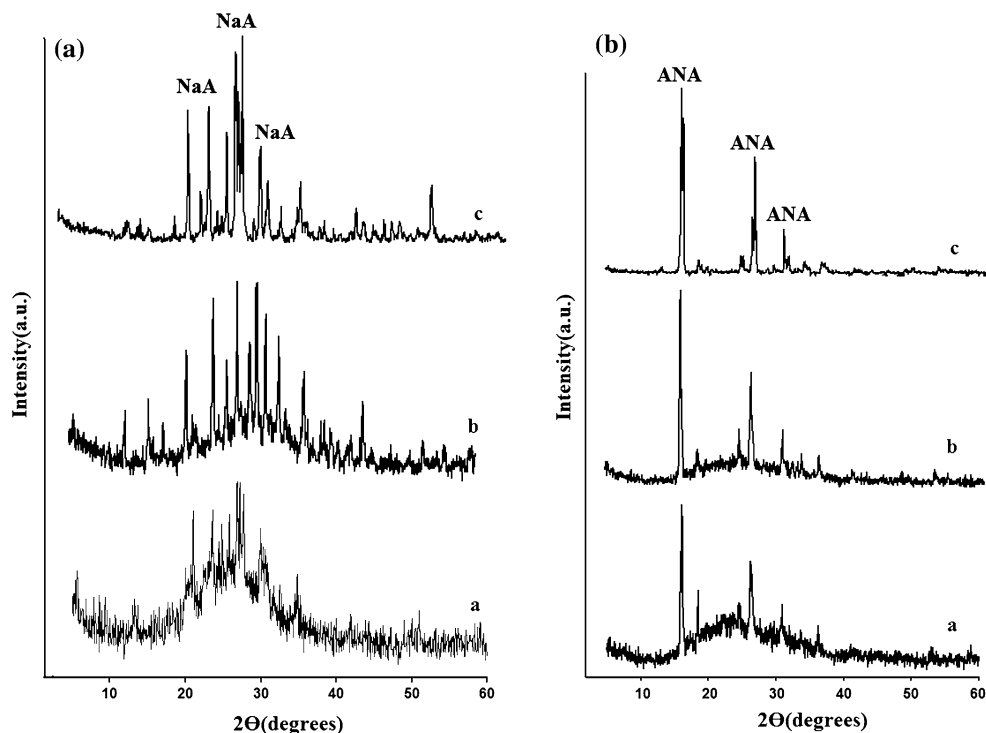 (a)
NaA
NaA
NaA
c
b
a
Intensity(a.u.)
10 20 30 40 50 60
2Θ(degrees)
(b)
ANA
ANA
ANA
c
b
a
Intensity(a.u.)
10 20 30 40 50 60
2Θ(degrees)